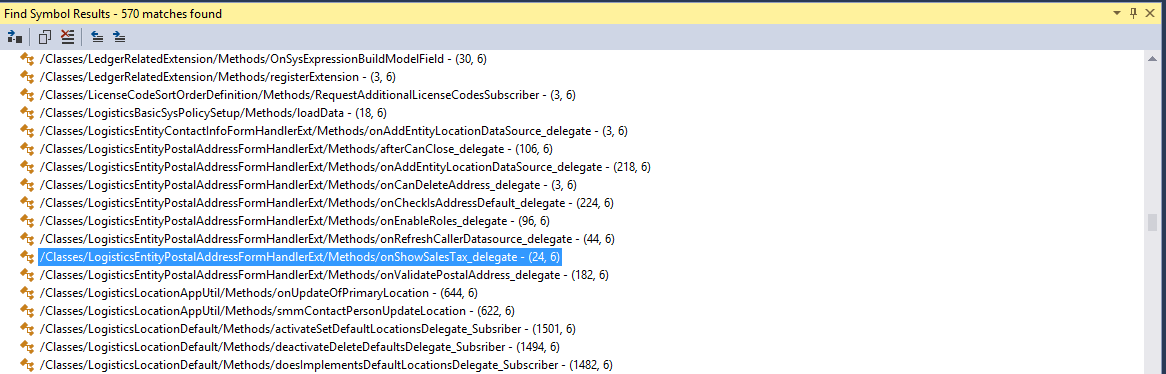 Find Symbol Results - 570 matches found
/Classes/LedgerRelatedExtension/Methods/OnSysExpressionBuildModelField - (30, 6)
/Classes/LedgerRelatedExtension/Methods/registerExtension - (3, 6)
/Classes/LicenseCodeSortOrderDefinition/Methods/RequestAdditionalLicenseCodesSubscriber - (3, 6)
/Classes/LogisticsBasicSysPolicySetup/Methods/loadData - (18, 6)
/Classes/LogisticsEntityContactInfoFormHandlerExt/Methods/onAddEntityLocationDataSource_delegate - (3, 6)
/Classes/LogisticsEntityPostalAddressFormHandlerExt/Methods/afterCanClose_delegate - (106, 6)
/Classes/LogisticsEntityPostalAddressFormHandlerExt/Methods/onAddEntityLocationDataSource_delegate - (218, 6)
/Classes/LogisticsEntityPostalAddressFormHandlerExt/Methods/onCanDeleteAddress_delegate - (3, 6)
/Classes/LogisticsEntityPostalAddressFormHandlerExt/Methods/onCheckIsAddressDefault_delegate - (224, 6)
/Classes/LogisticsEntityPostalAddressFormHandlerExt/Methods/onEnableRoles_delegate - (96, 6)
/Classes/LogisticsEntityPostalAddressFormHandlerExt/Methods/onRefreshCallerDatasource_delegate - (44, 6)
/Classes/LogisticsEntityPostalAddressFormHandlerExt/Methods/onShowSalesTax_delegate - (24, 6)
/Classes/LogisticsEntityPostalAddressFormHandlerExt/Methods/onValidatePostalAddress_delegate - (182, 6)
/Classes/LogisticsLocationAppUtil/Methods/onUpdateOfPrimaryLocation - (644, 6)
/Classes/LogisticsLocationAppUtil/Methods/smmContactPersonUpdateLocation - (622, 6)
/Classes/LogisticsLocationDefault/Methods/activateSetDefaultLocationsDelegate_Subsriber - (1501, 6)
/Classes/LogisticsLocationDefault/Methods/deactivateDeleteDefaultsDelegate_Subsriber - (1494, 6)
/Classes/LogisticsLocationDefault/Methods/doesImplementsDefaultLocationsDelegate_Subscriber - (1482, 6)